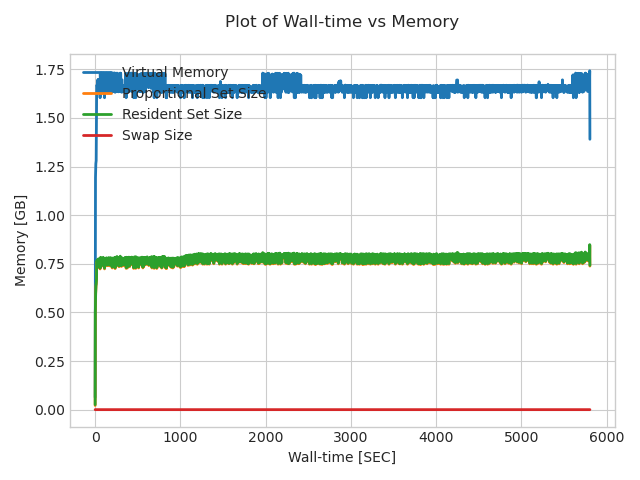 Plot of Wall-time vs Memory
1.75
1.50
1.25
1.00
0.75
0.50
0.25
0.00
Memory [GB]
Virtual Memory
Proportional Set Size
Resident Set Size
Swap Size
0 1000 2000 3000 4000 5000 6000
Wall-time [SEC]